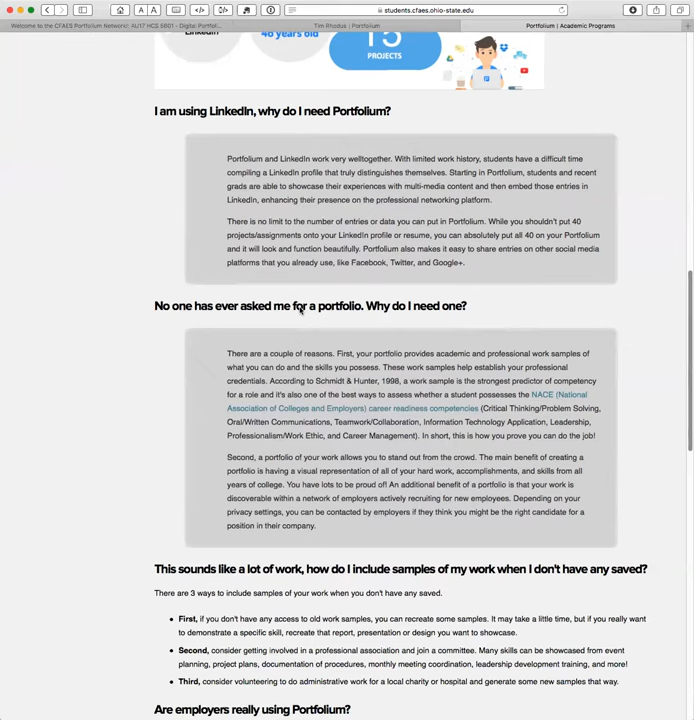 students.cfaes.ohio-state.edu
Welcome to the CFAES Portfolium Network!: AU17 HCS 5601 - Digital Portfol...
Tim Rhodus | Portfolium
Portfolium | Academic Programs
LinkedIn
40 years old
15
PROJECTS
I am using LinkedIn, why do I need Portfolium?
Portfolium and LinkedIn work very welltogether. With limited work history, students have a difficult time
compiling a LinkedIn profile that truly distinguishes themselves. Starting in Portfolium, students and recent
grads are able to showcase their experiences with multi-media content and then embed those entries in
LinkedIn, enhancing their presence on the professional networking platform.
There is no limit to the number of entries or data you can put in Portfolium. While you shouldn't put 40
projects/assignments onto your LinkedIn profile or resume, you can absolutely put all 40 on your Portfolium
and it will look and function beautifully. Portfolium also makes it easy to share entries on other social media
platforms that you already use, like Facebook, Twitter, and Google+.
No one has ever asked me for a portfolio. Why do I need one?
There are a couple of reasons. First, your portfolio provides academic and professional work samples of
what you can do and the skills you possess. These work samples help establish your professional
credentials. According to Schmidt & Hunter, 1998, a work sample is the strongest predictor of competency
for a role and it's also one of the best ways to assess whether a student possesses the NACE (National
Association of Colleges and Employers) career readiness competencies (Critical Thinking/Problem Solving,
Oral/Written Communications, Teamwork/Collaboration, Information Technology Application, Leadership,
Professionalism/Work Ethic, and Career Management). In short, this is how you prove you can do the job!
Second, a portfolio of your work allows you to stand out from the crowd. The main benefit of creating a
portfolio is having a visual representation of all of your hard work, accomplishments, and skills from all
years of college. You have lots to be proud of! An additional benefit of a portfolio is that your work is
discoverable within a network of employers actively recruiting for new employees. Depending on your
privacy settings, you can be contacted by employers if they think you might be the right candidate for a
position in their company.
This sounds like a lot of work, how do I include samples of my work when I don't have any saved?
There are 3 ways to include samples of your work when you don't have any saved.
• First, if you don't have any access to old work samples, you can recreate some samples. It may take a little time, but if you really want
to demonstrate a specific skill, recreate that report, presentation or design you want to showcase.
• Second, consider getting involved in a professional association and join a committee. Many skills can be showcased from event
planning, project plans, documentation of procedures, monthly meeting coordination, leadership development training, and more!
• Third, consider volunteering to do administrative work for a local charity or hospital and generate some new samples that way.
Are employers really using Portfolium?